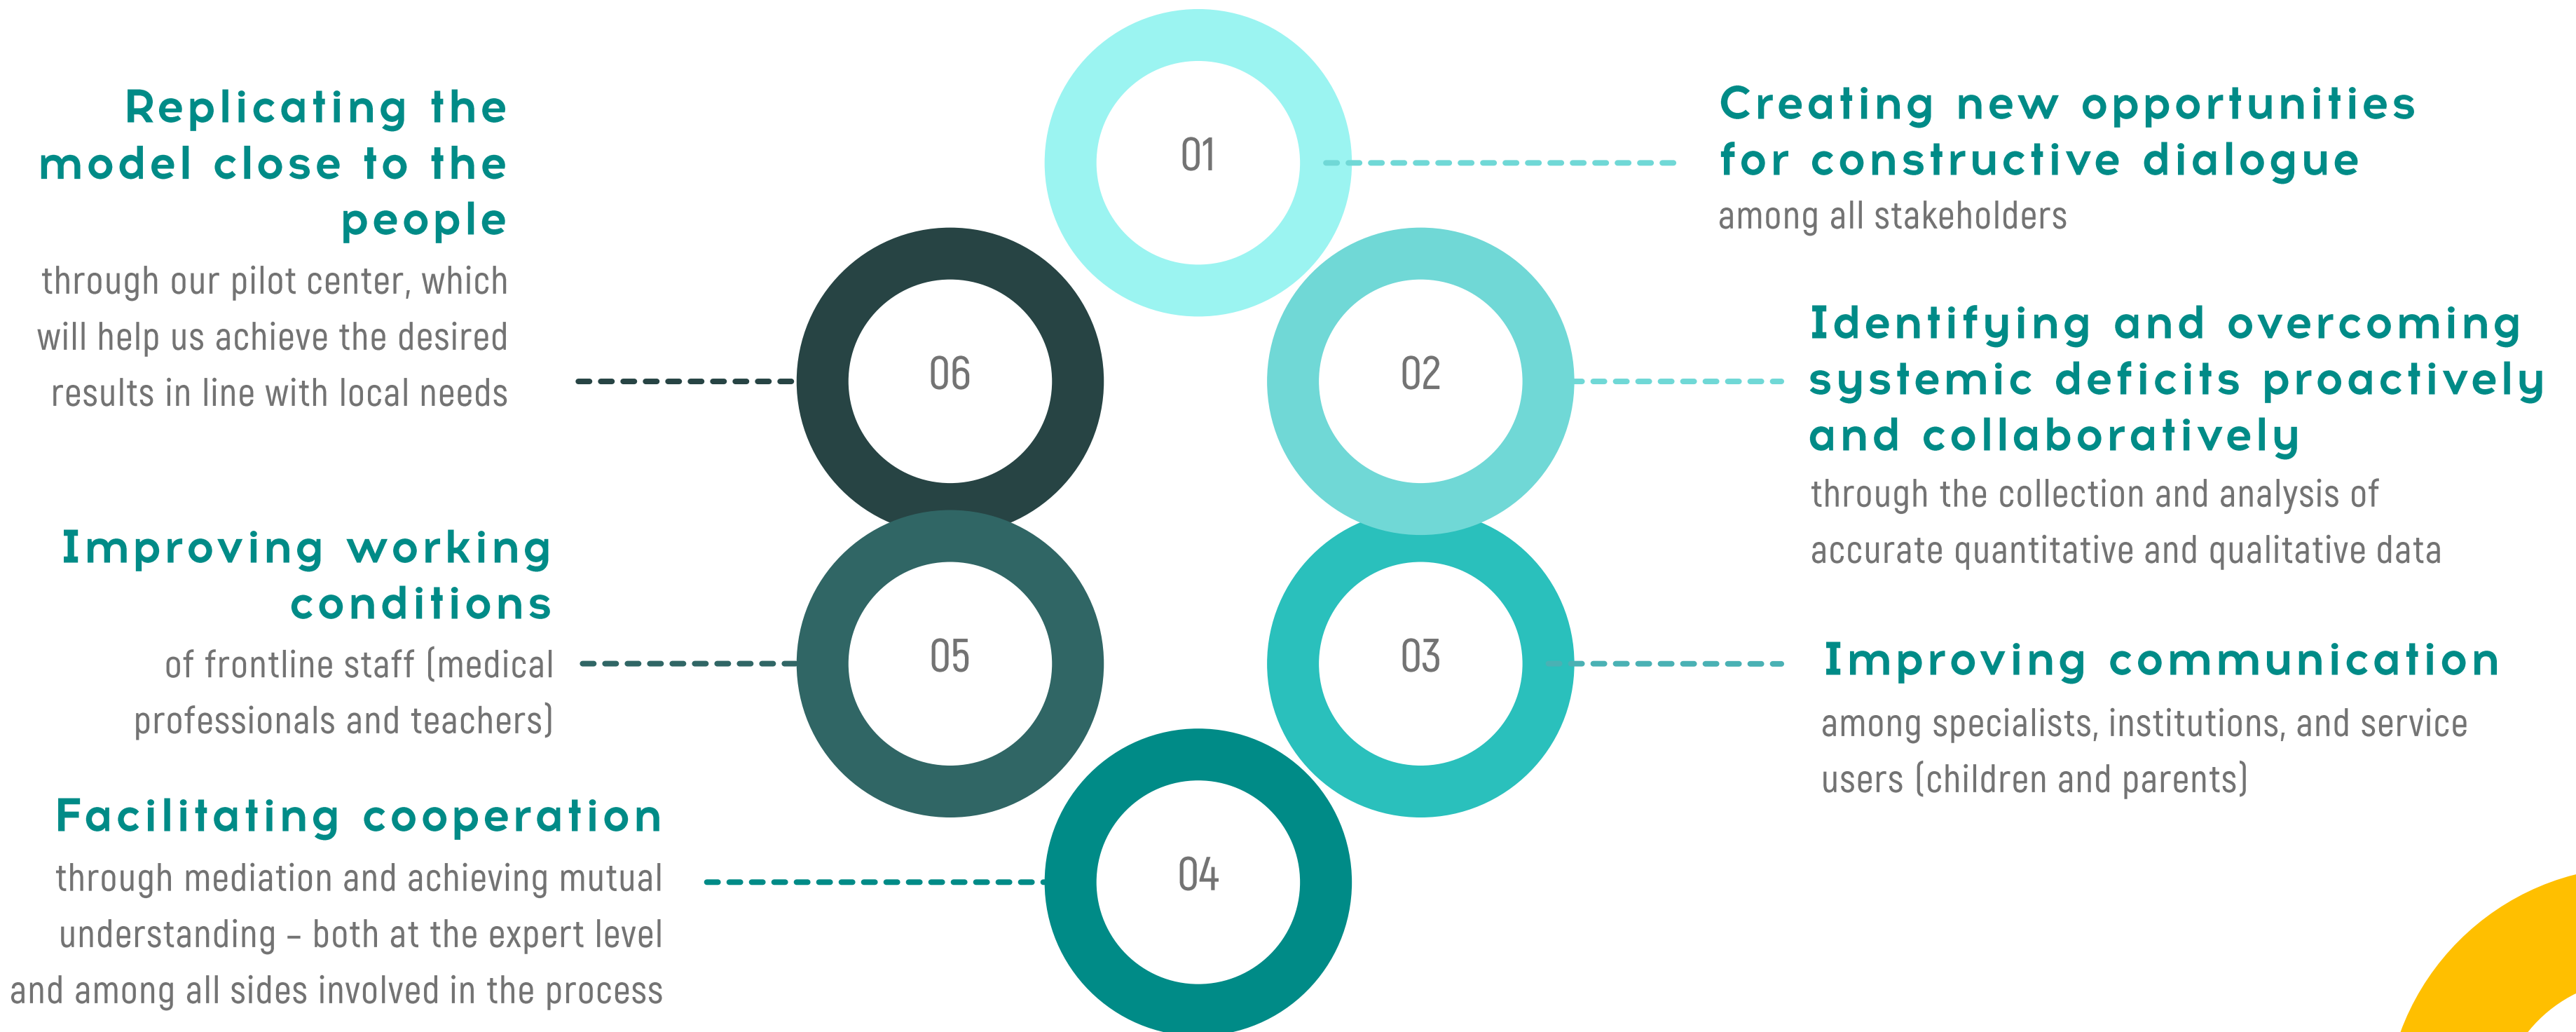 01
Creating new opportunities
for constructive dialogue
among all stakeholders
02
Identifying and overcoming
systemic deficits proactively
and collaboratively
through the collection and analysis of
accurate quantitative and qualitative data
03
Improving communication
among specialists, institutions, and service
users (children and parents)
04
Facilitating cooperation
through mediation and achieving mutual
understanding – both at the expert level
and among all sides involved in the process
05
Improving working
conditions
of frontline staff (medical
professionals and teachers)
06
Replicating the
model close to the
people
through our pilot center, which
will help us achieve the desired
results in line with local needs